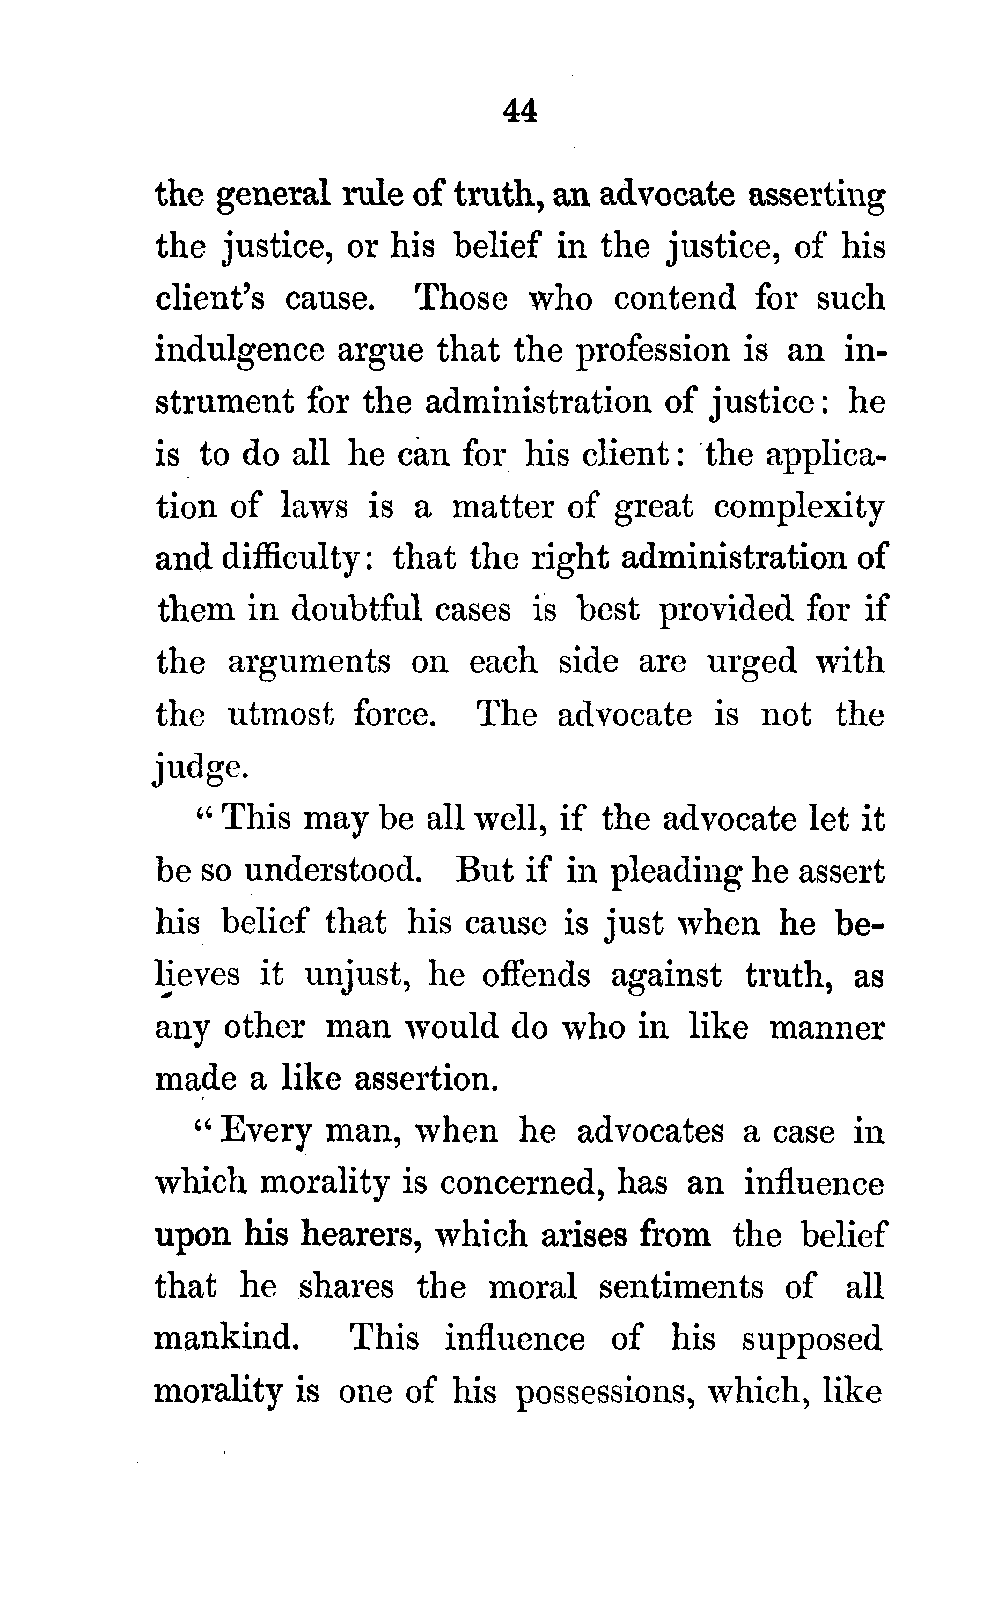 44
the general rule of truth, an advocate asserting
the justice, or his belief in the justice, of his
client's cause. Those who contend for such
indulgence argue that the profession is an in-
strument for the administration of justice: he
is to do all he can for his client: the applica-
tion of laws is a matter of great complexity
and difficulty: that the right administration of
them in doubtful cases is best provided for if
the arguments on each side are urged with
the utmost force. The advocate is not the
judge.
“ This may be all well, if the advocate let it
be so understood. But if in pleading he assert
his belief that his cause is just when he be-
lieves it unjust, he offends against truth, as
any other man would do who in like manner
made a like assertion.
“ Every man, when he advocates a case in
which morality is concerned, has an influence
upon his hearers, which arises from the belief
that he shares the moral sentiments of all
mankind. This influence of his supposed
morality is one of his possessions, which, like